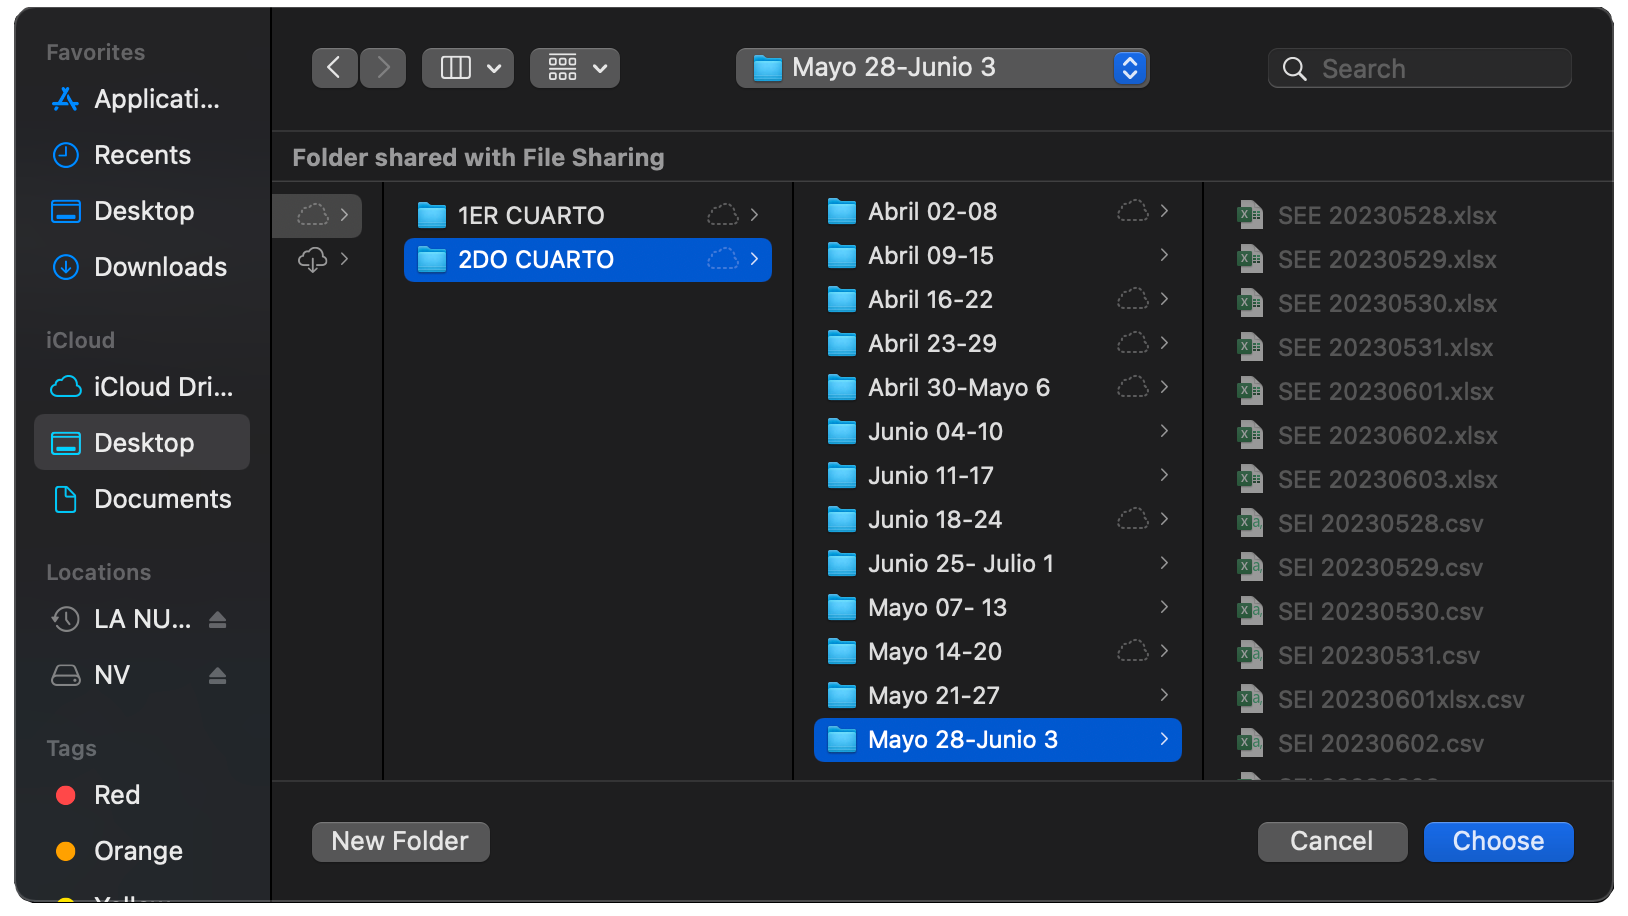 Favorites
Applicati...
Recents
Desktop
Downloads
iCloud
iCloud Dri...
Desktop
Documents
Locations
LA NU...
NV
Tags
Red
Orange
Yellow
Mayo 28-Junio 3
Search
Folder shared with File Sharing
1ER CUARTO
2DO CUARTO
Abril 02-08
Abril 09-15
Abril 16-22
Abril 23-29
Abril 30-Mayo 6
Junio 04-10
Junio 11-17
Junio 18-24
Junio 25- Julio 1
Mayo 07- 13
Mayo 14-20
Mayo 21-27
Mayo 28-Junio 3
SEE 20230528.xlsx
SEE 20230529.xlsx
SEE 20230530.xlsx
SEE 20230531.xlsx
SEE 20230601.xlsx
SEE 20230602.xlsx
SEE 20230603.xlsx
SEI 20230528.csv
SEI 20230529.csv
SEI 20230530.csv
SEI 20230531.csv
SEI 20230601xlsx.csv
SEI 20230602.csv
New Folder
Cancel
Choose